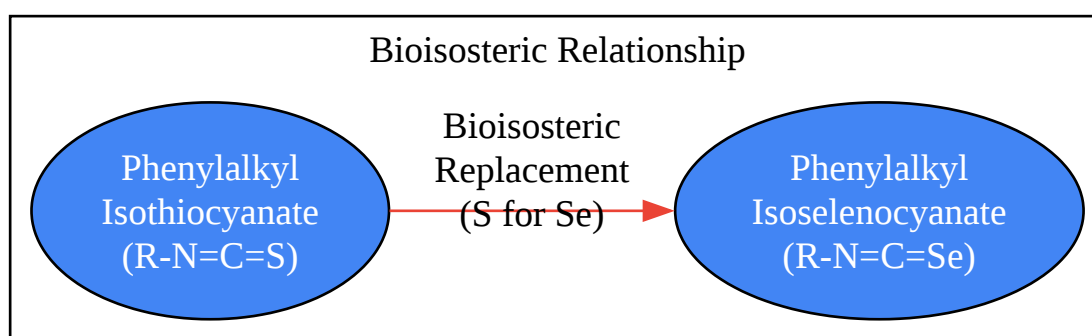 Bioisosteric Relationship
Phenylalkyl
Isothiocyanate
(R-N=C=S)
Bioisosteric
Replacement
(S for Se)
Phenylalkyl
Isoselenocyanate
(R-N=C=Se)